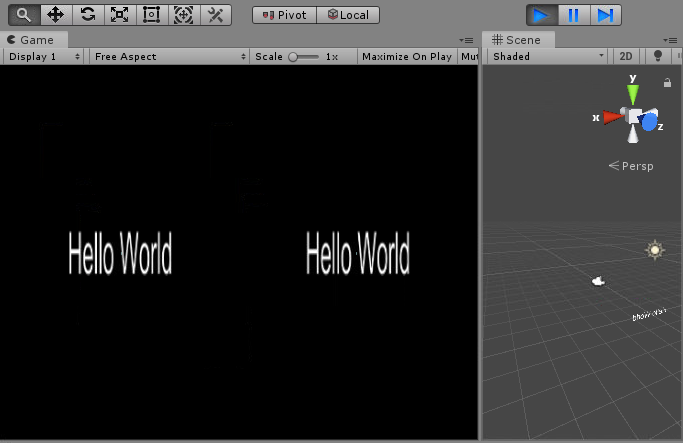 Pivot Local
Game
Display 1 Free Aspect Scale 1x Maximize On Play Mut
Hello World Hello World
Scene
Shaded 2D
y
x
z
Persp